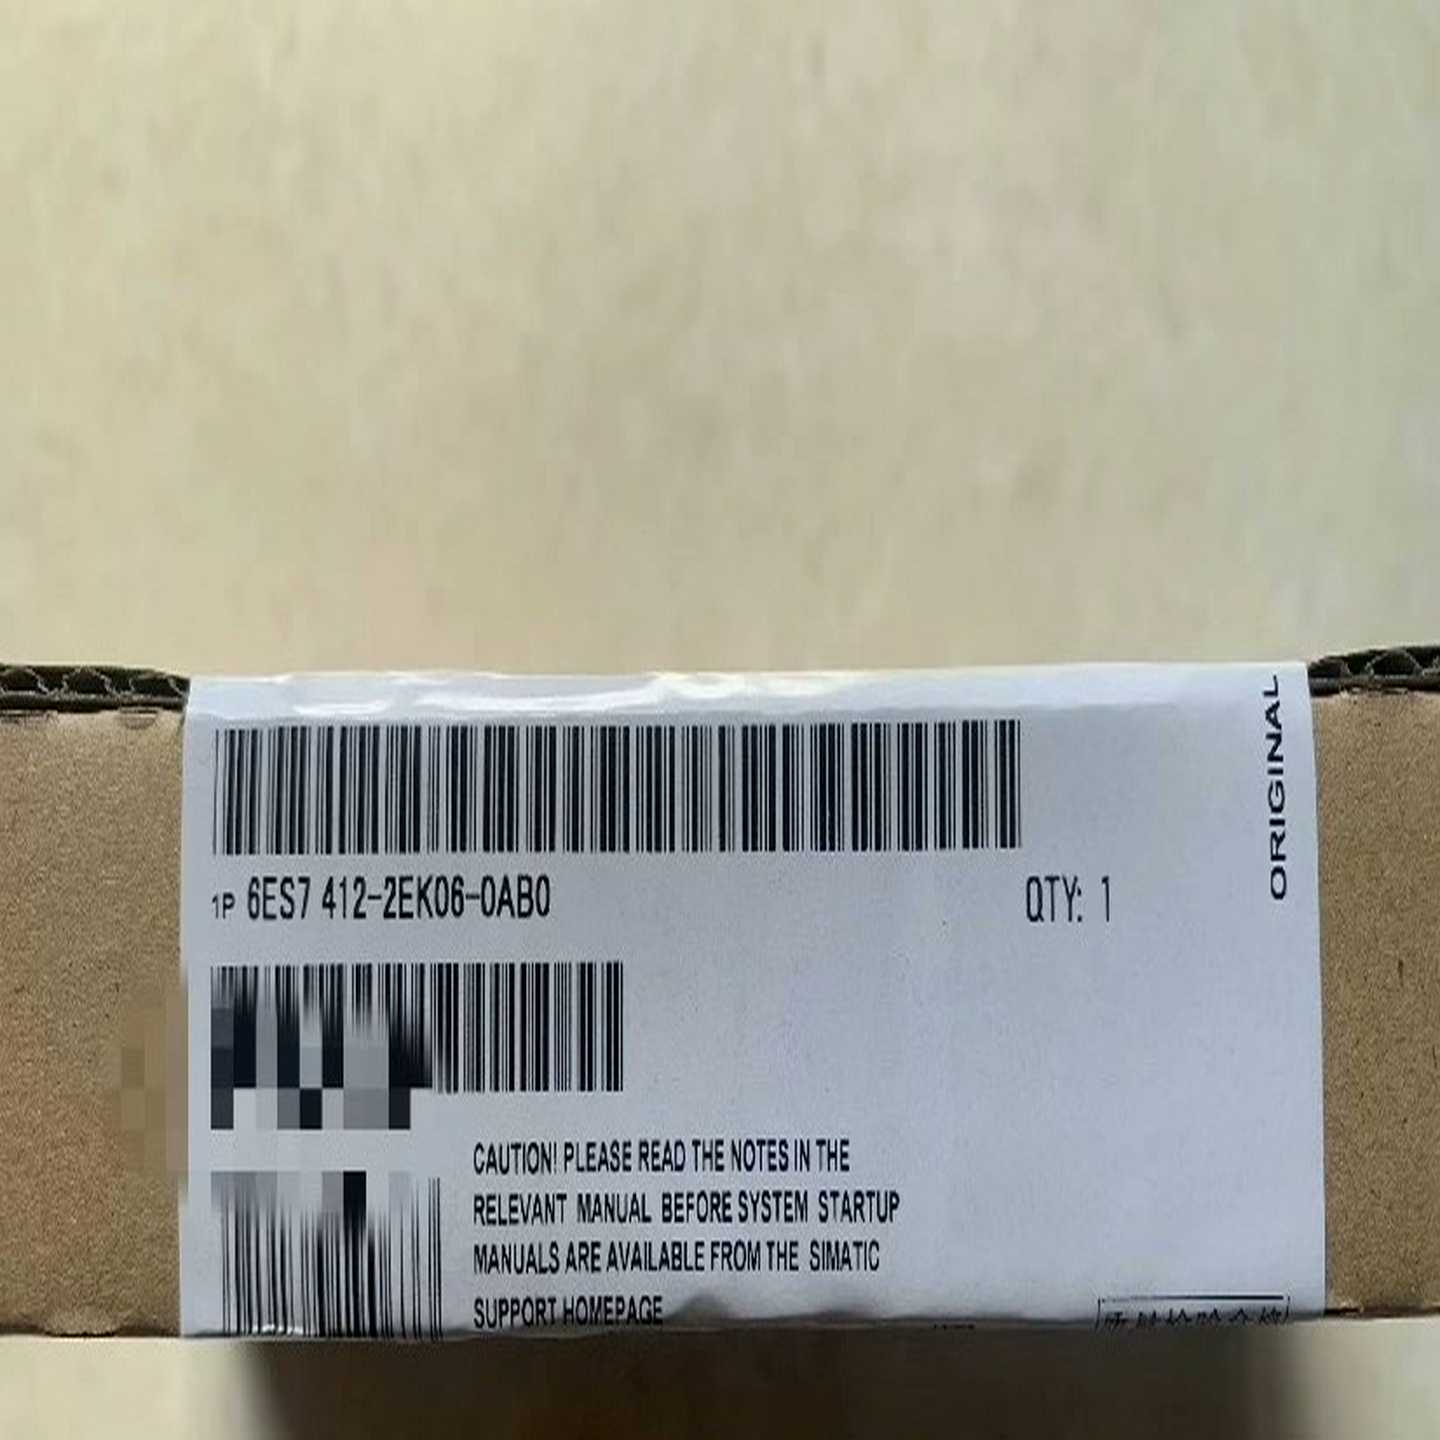 1P 6ES7 412-2EK06-0AB0
QTY: 1
ORIGINAL
CAUTION! PLEASE READ THE NOTES IN THE
RELEVANT MANUAL BEFORE SYSTEM STARTUP
MANUALS ARE AVAILABLE FROM THE SIMATIC
SUPPORT HOMEPAGE